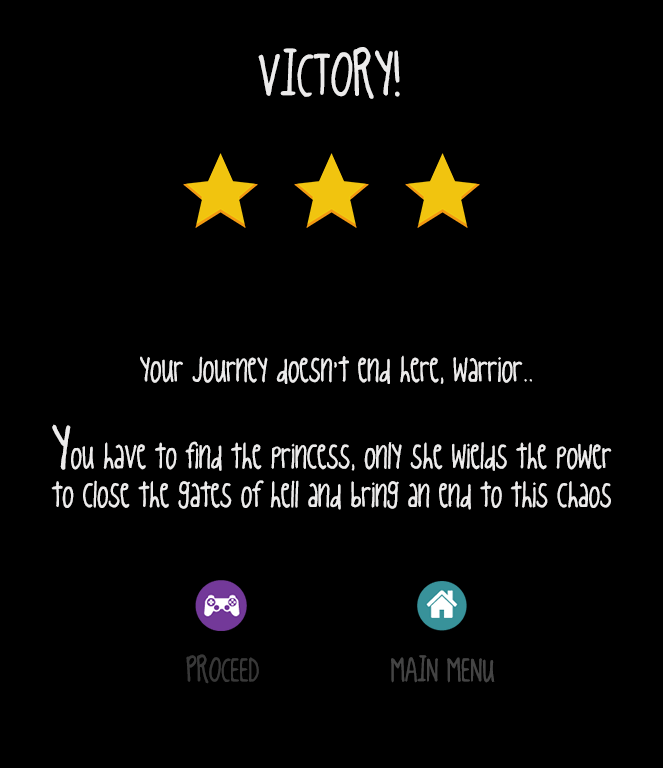 VICTORY!
Your Journey doesn't end here, Warrior..
You have to find the princess, only she wields the power
to close the gates of hell and bring an end to this chaos
PROCEED MAIN MENU